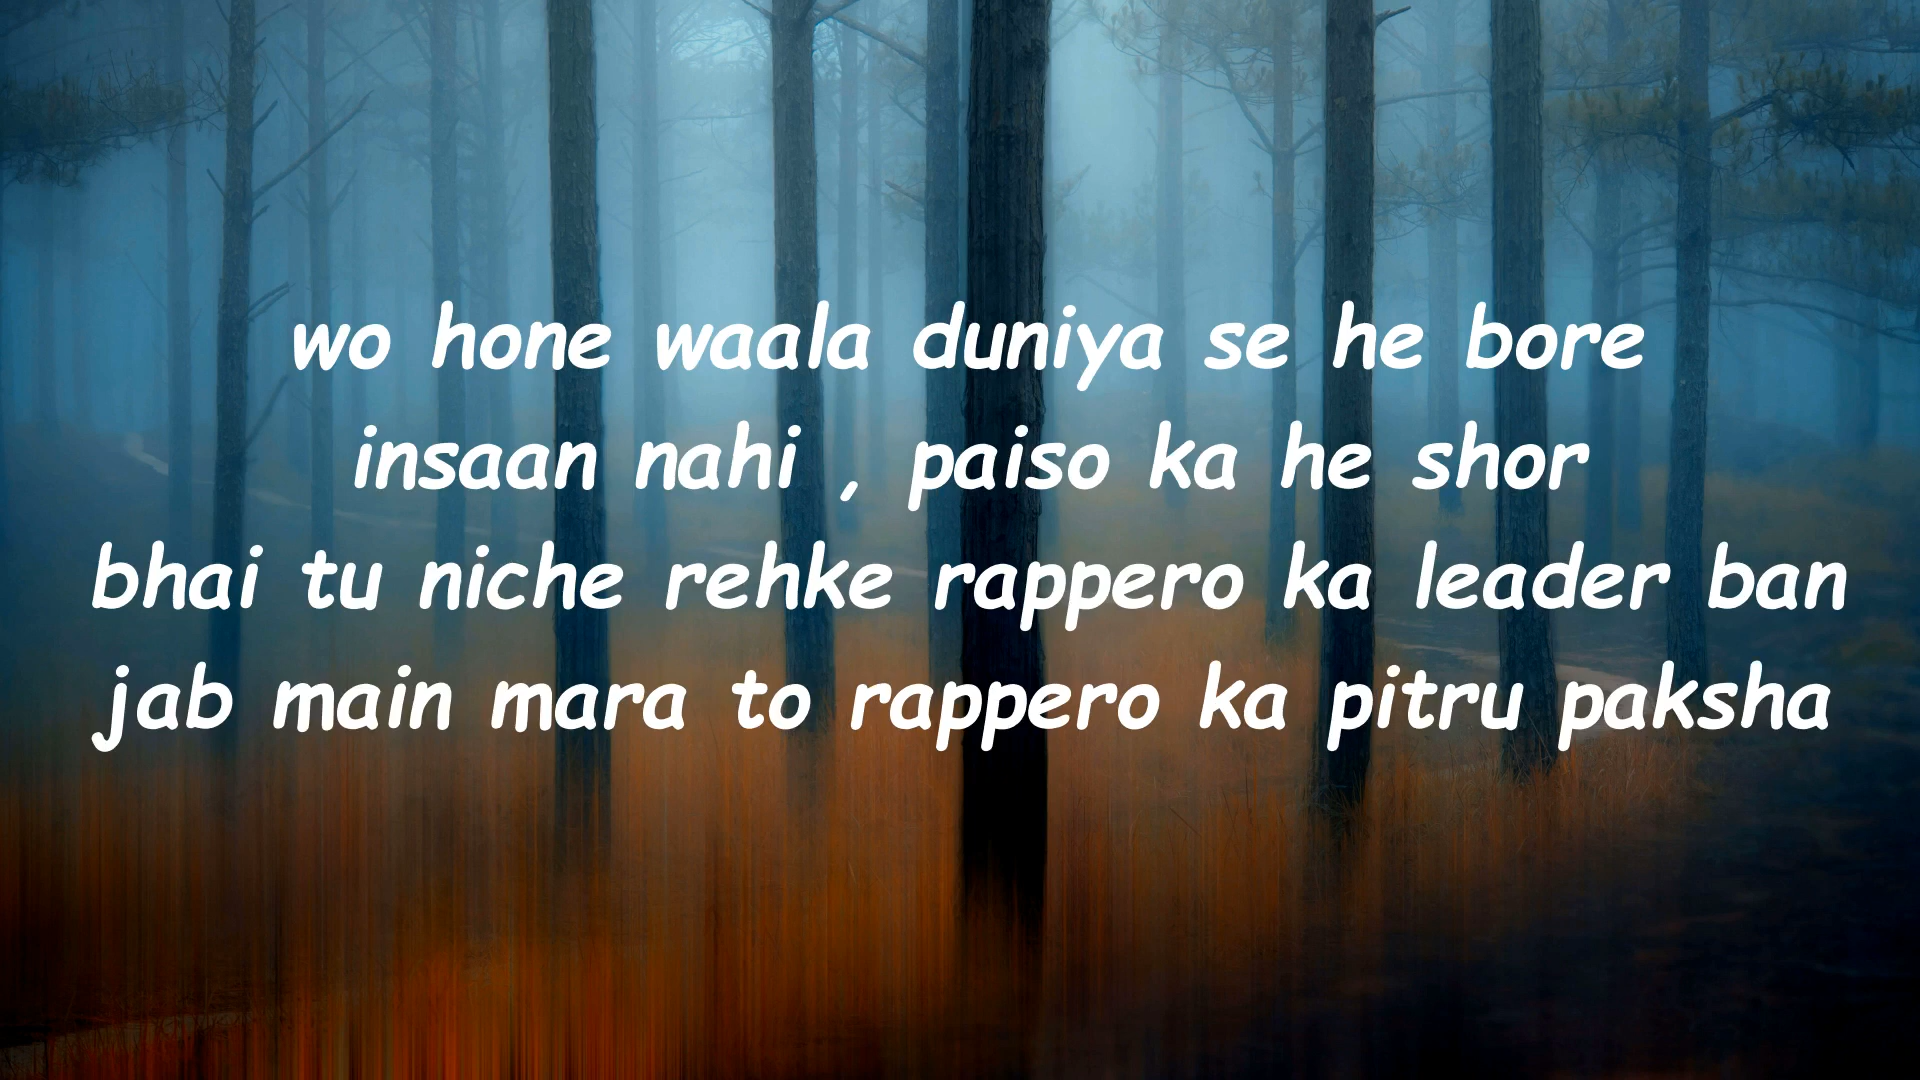 wo hone waala duniya se he bore
insaan nahi , paiso ka he shor
bhai tu niche rehke rappero ka leader ban
jab main mara to rappero ka pitru paksha